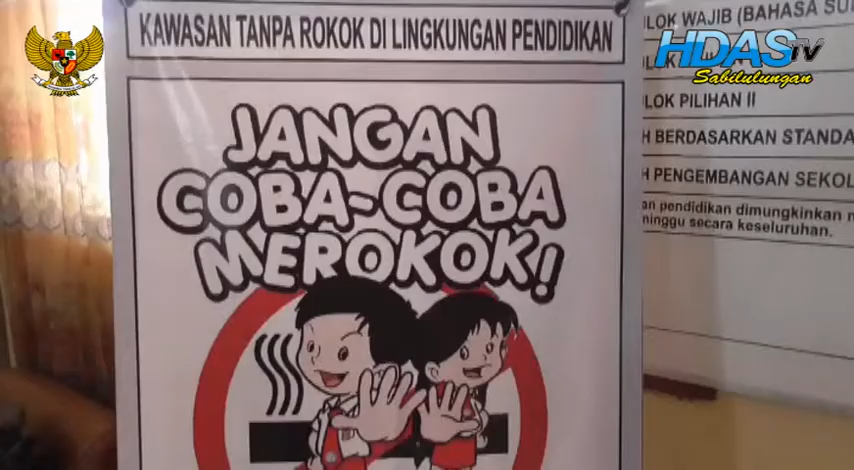 KAWASAN TANPA ROKOK DI LINGKUNGAN PENDIDIKAN
JANGAN
COBA-COBA
MEROKOK!
LOK WAJIB (BAHASA
HDAS TV
Sabilulungan
LOK PILIHAN II
BERDASARKAN STANDA
PENGEMBANGAN SEKOL
an pendidikan dimungkinkan
minggu secara keseluruhan.